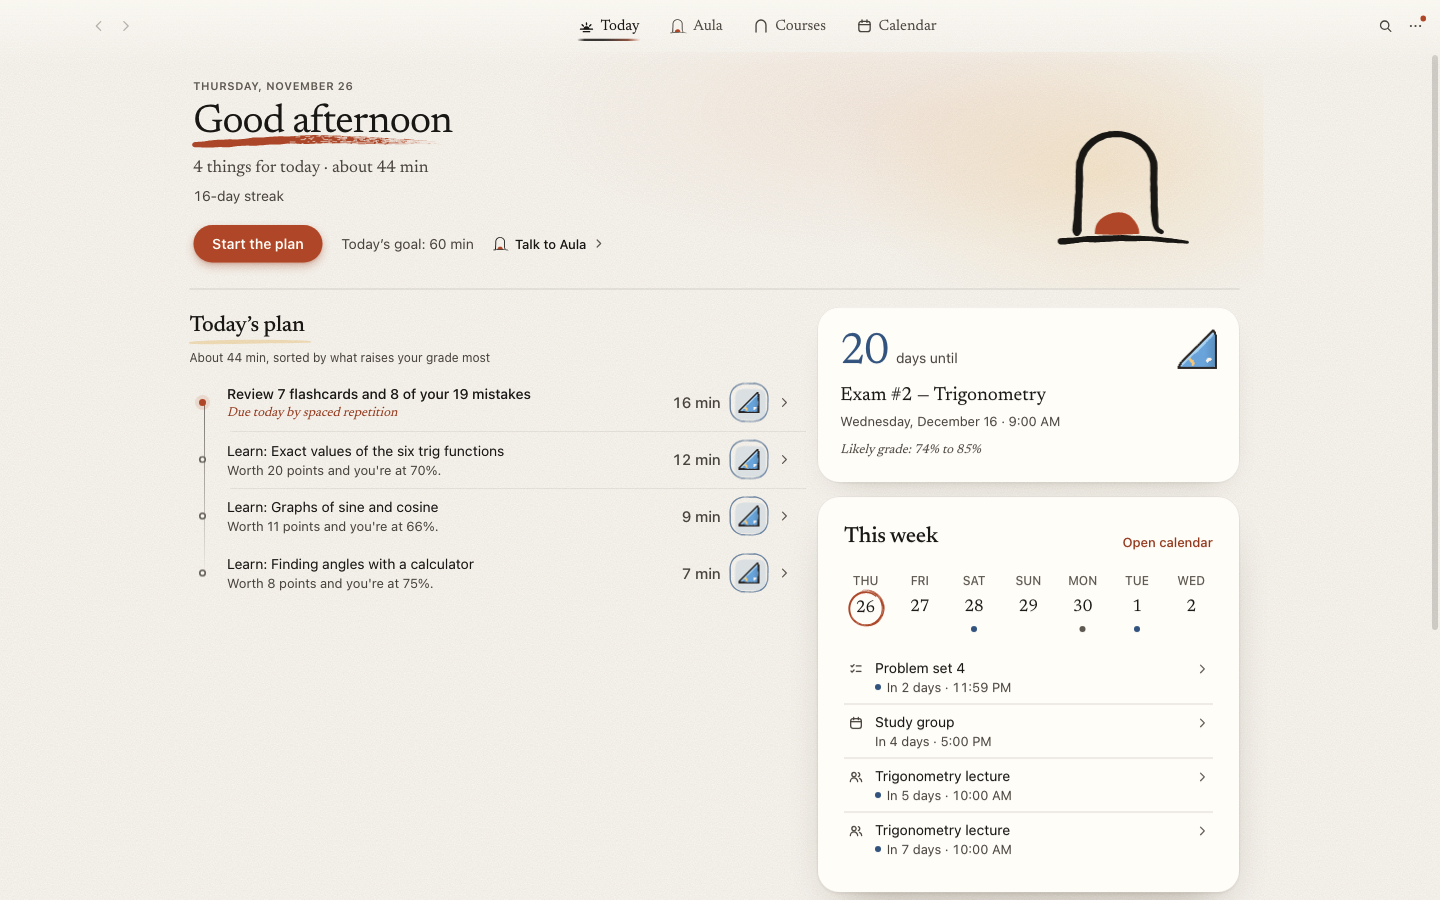 Today
Aula
Courses
Calendar
THURSDAY, NOVEMBER 26
Good afternoon
4 things for today · about 44 min
16-day streak
Start the plan
Today’s goal: 60 min
Talk to Aula
Today’s plan
About 44 min, sorted by what raises your grade most
Review 7 flashcards and 8 of your 19 mistakes
Due today by spaced repetition
16 min
Learn: Exact values of the six trig functions
Worth 20 points and you're at 70%.
12 min
Learn: Graphs of sine and cosine
Worth 11 points and you're at 66%.
9 min
Learn: Finding angles with a calculator
Worth 8 points and you're at 75%.
7 min
20 days until
Exam #2 – Trigonometry
Wednesday, December 16 · 9:00 AM
Likely grade: 74% to 85%
This week
Open calendar
THU FRI SAT SUN MON TUE WED
26 27 28 29 30 1 2
Problem set 4
In 2 days · 11:59 PM
Study group
In 4 days · 5:00 PM
Trigonometry lecture
In 5 days · 10:00 AM
Trigonometry lecture
In 7 days · 10:00 AM